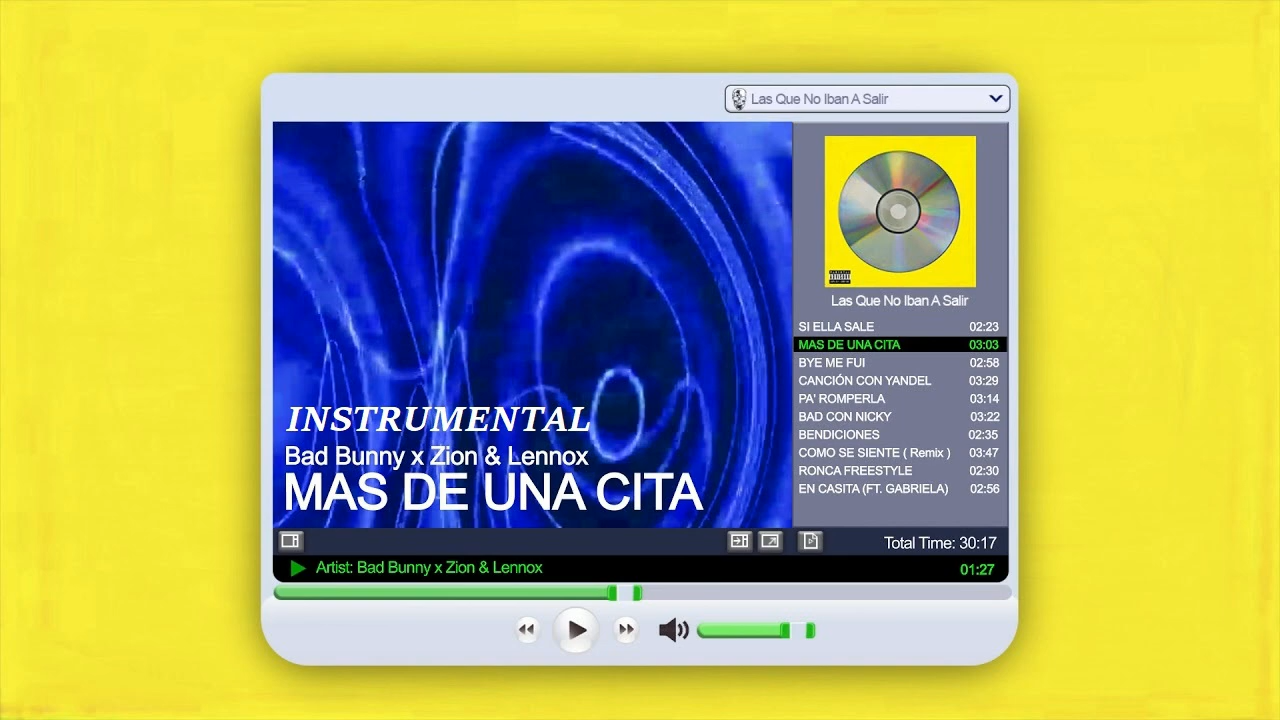 Las Que No Iban A Salir
INSTRUMENTAL
Bad Bunny x Zion & Lennox
MAS DE UNA CITA
Las Que No Iban A Salir
SI ELLA SALE 02:23
MAS DE UNA CITA 03:03
BYE ME FUI 02:58
CANCIÓN CON YANDEL 03:29
PA' ROMPERLA 03:14
BAD CON NICKY 03:22
BENDICIONES 02:35
COMO SE SIENTE ( Remix ) 03:47
RONCA FREESTYLE 02:30
EN CASITA (FT. GABRIELA) 02:56
Total Time: 30:17
Artist: Bad Bunny x Zion & Lennox 01:27